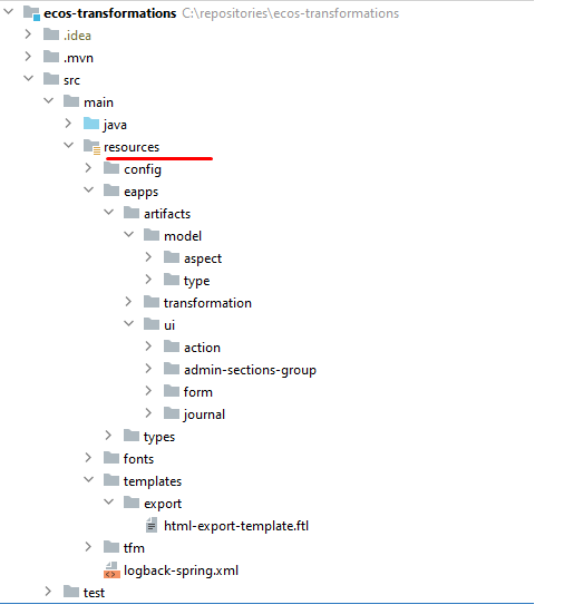 ecos-transformations C:\repositories\ecos-transformations
.idea
.mvn
src
main
java
resources
config
eapps
artifacts
model
aspect
type
transformation
ui
action
admin-sections-group
form
journal
types
fonts
templates
export
html-export-template.ftl
tfm
logback-spring.xml
test